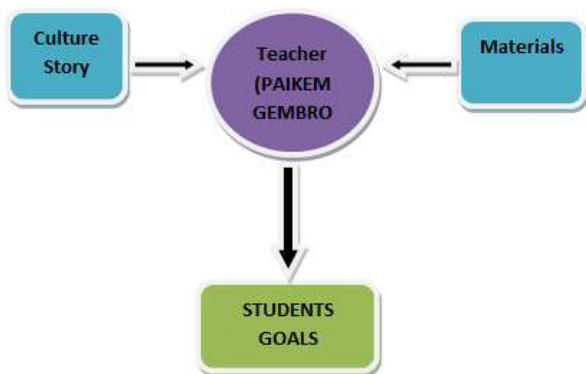 Culture
Story
Teacher
(PAIKEM
GEMBRO
Materials
STUDENTS
GOALS